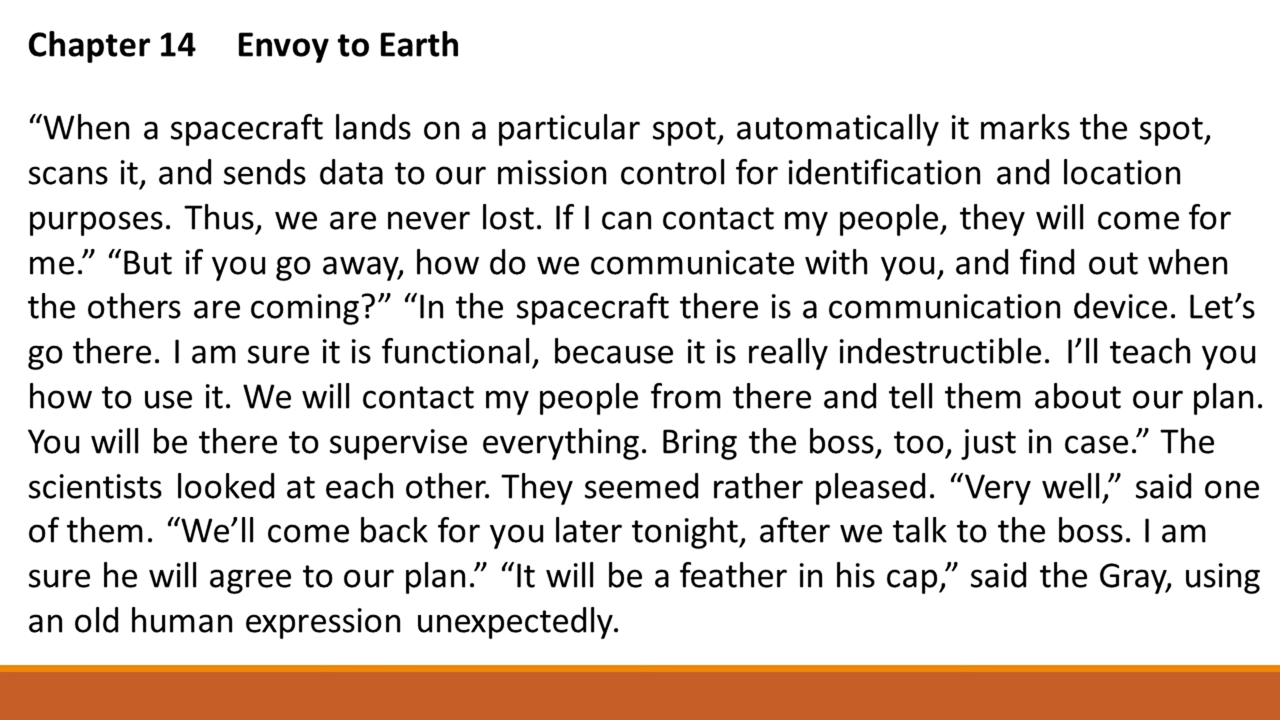 Chapter 14 Envoy to Earth
“When a spacecraft lands on a particular spot, automatically it marks the spot,
scans it, and sends data to our mission control for identification and location
purposes. Thus, we are never lost. If I can contact my people, they will come for
me.” “But if you go away, how do we communicate with you, and find out when
the others are coming?” “In the spacecraft there is a communication device. Let’s
go there. I am sure it is functional, because it is really indestructible. I’ll teach you
how to use it. We will contact my people from there and tell them about our plan.
You will be there to supervise everything. Bring the boss, too, just in case.” The
scientists looked at each other. They seemed rather pleased. “Very well,” said one
of them. “We’ll come back for you later tonight, after we talk to the boss. I am
sure he will agree to our plan.” “It will be a feather in his cap,” said the Gray, using
an old human expression unexpectedly.